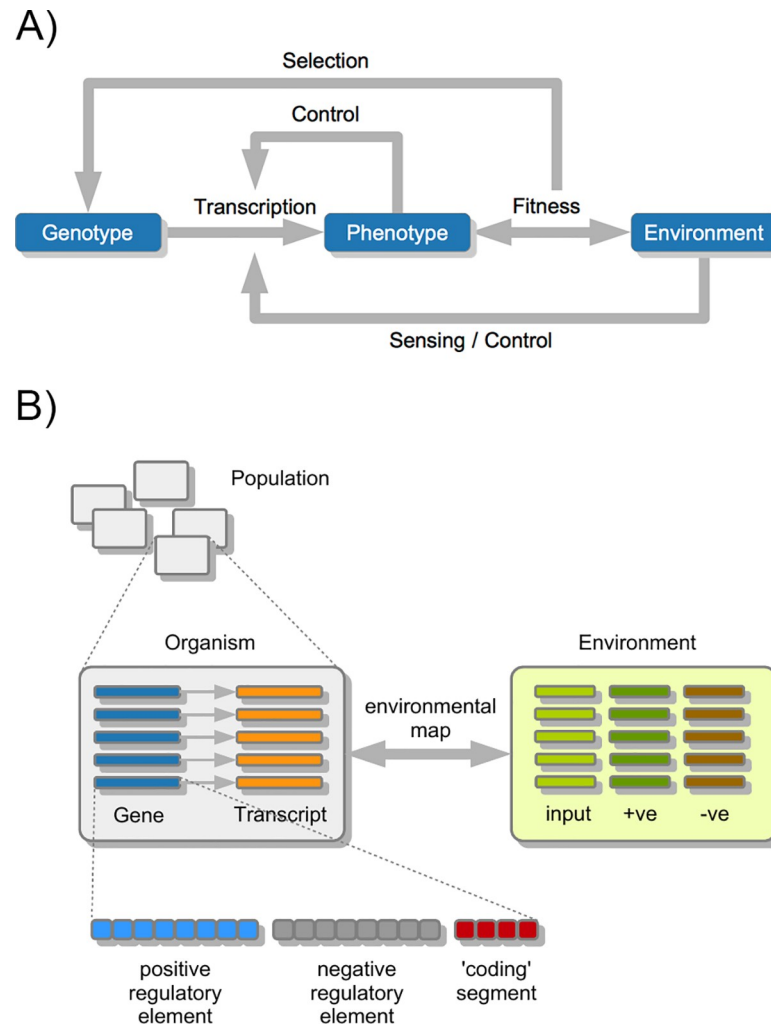 A)
Selection
Control
Transcription
Fitness
Genotype
Phenotype
Environment
Sensing / Control
B)
Population
Organism
Environment
environmental
map
Gene
Transcript
input
+ve
-ve
positive
regulatory
element
negative
regulatory
element
'coding'
segment